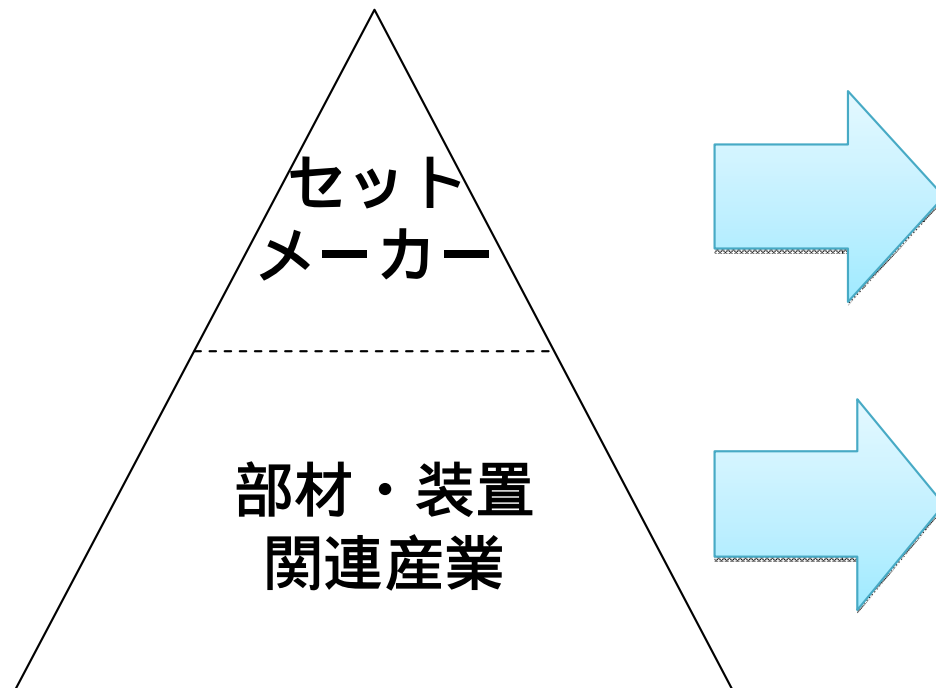 セット
メーカー
部材・装置
関連産業